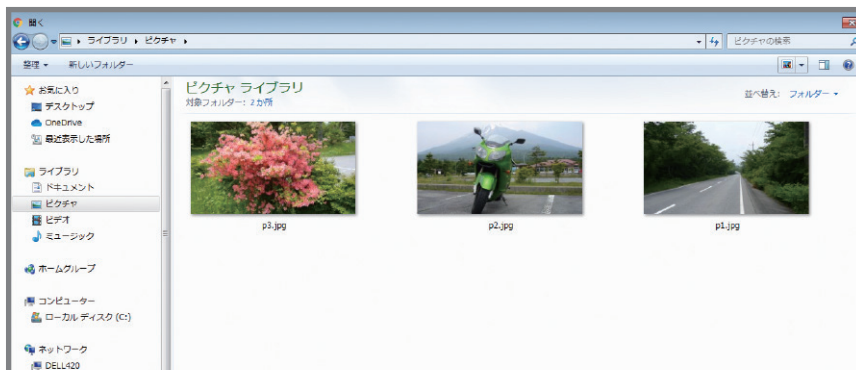 開く
ライブラリ ▸ ピクチャ ▸
ピクチャの検索
整理 ▾ 新しいフォルダー
お気に入り
デスクトップ
OneDrive
最近表示した場所
ライブラリ
ドキュメント
ピクチャ
ビデオ
ミュージック
ホームグループ
コンピューター
ローカル ディスク (C:)
ネットワーク
DELL420
ピクチャ ライブラリ
対象フォルダー: 2 か所
並べ替え: フォルダー ▾
p3.jpg
p2.jpg
p1.jpg